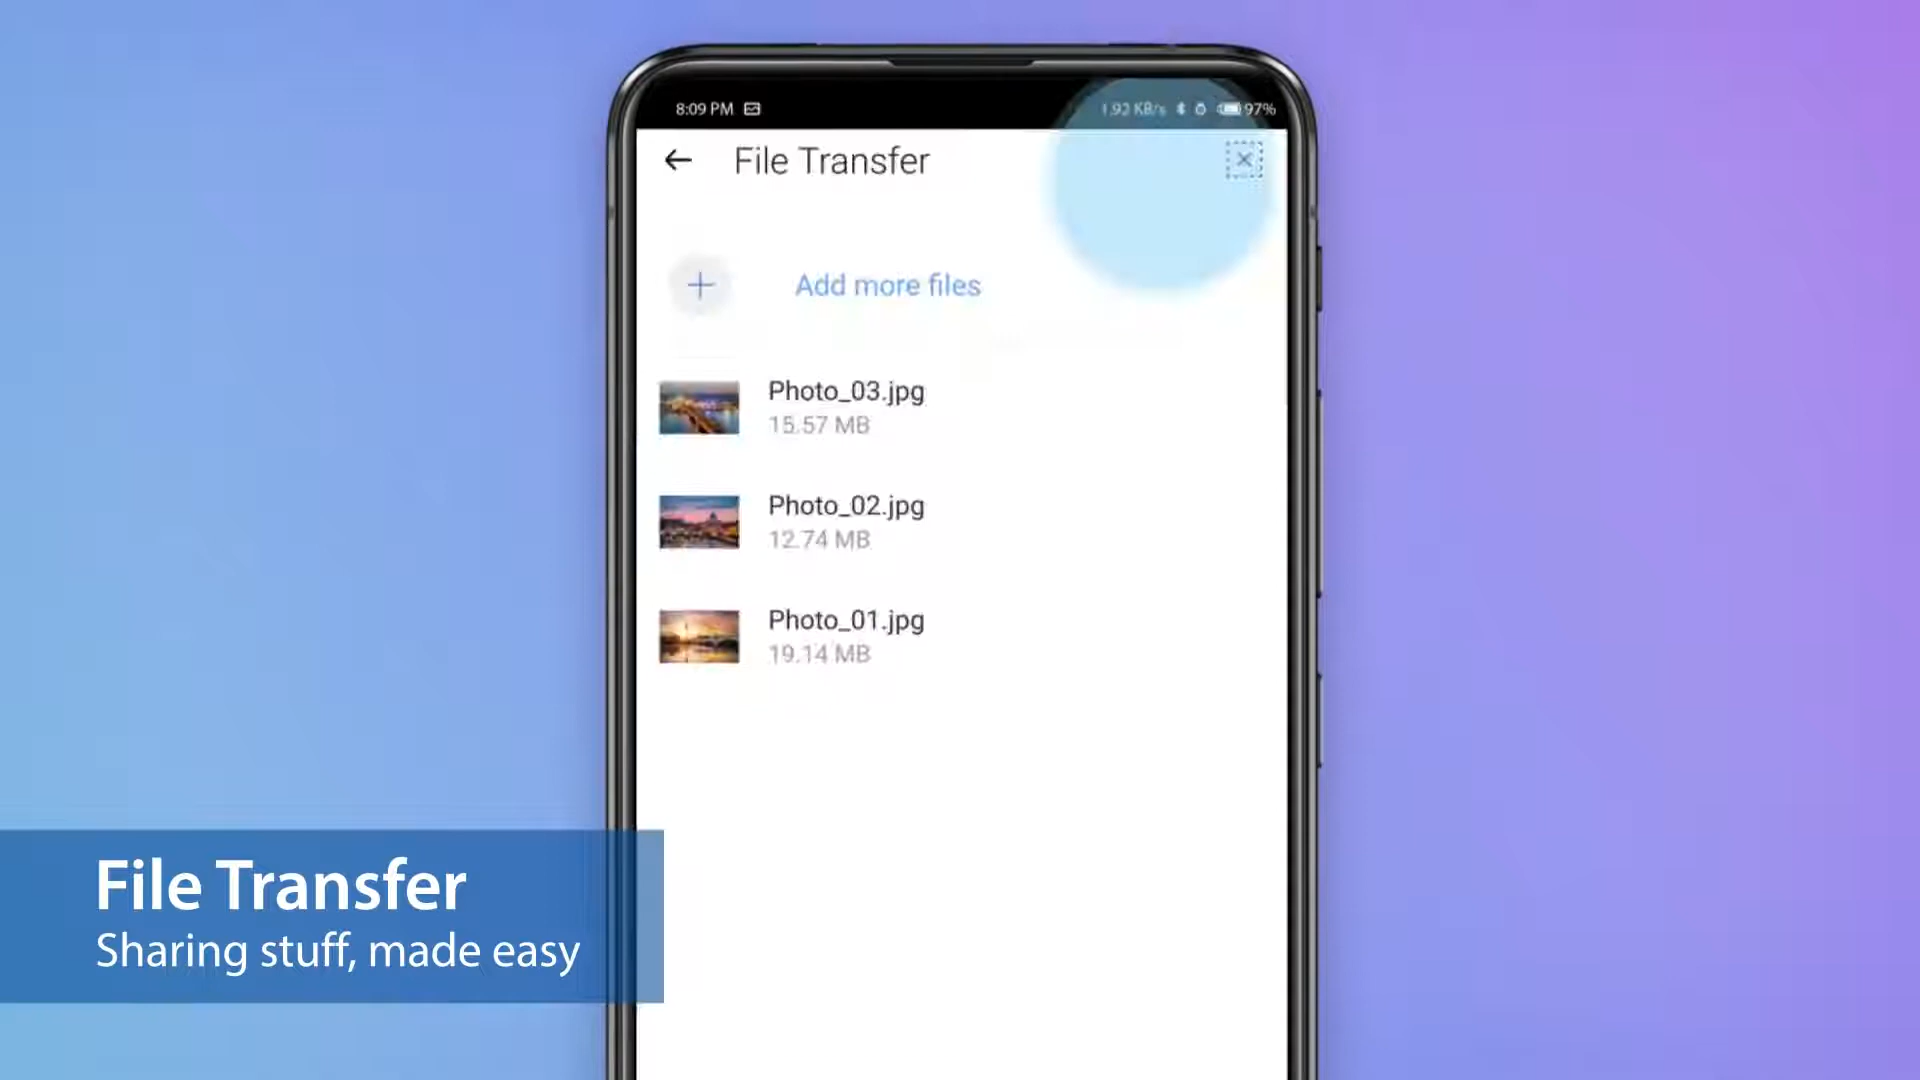 8:09 PM
1.92 KB/s 97%
File Transfer
Add more files
Photo_03.jpg
15.57 MB
Photo_02.jpg
12.74 MB
Photo_01.jpg
19.14 MB
File Transfer
Sharing stuff, made easy